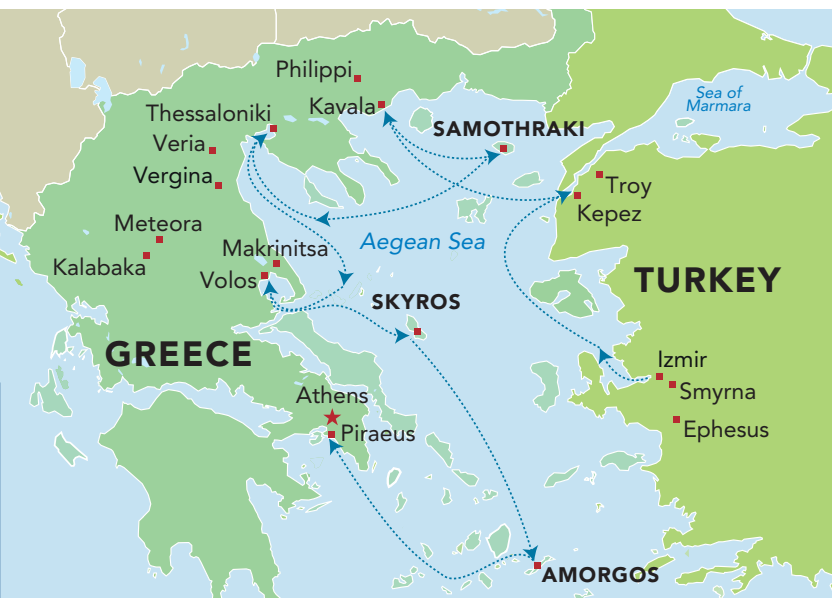 Philippi
Kavala
Thessaloniki
SAMOTHRAKI
Sea of
Marmara
Veria
Vergina
Troy
Kepez
Meteora
Makrinitsa
Aegean Sea
Kalabaka
Volos
TURKEY
SKYROS
GREECE
Izmir
Smyrna
Athens
Piraeus
Ephesus
AMORGOS